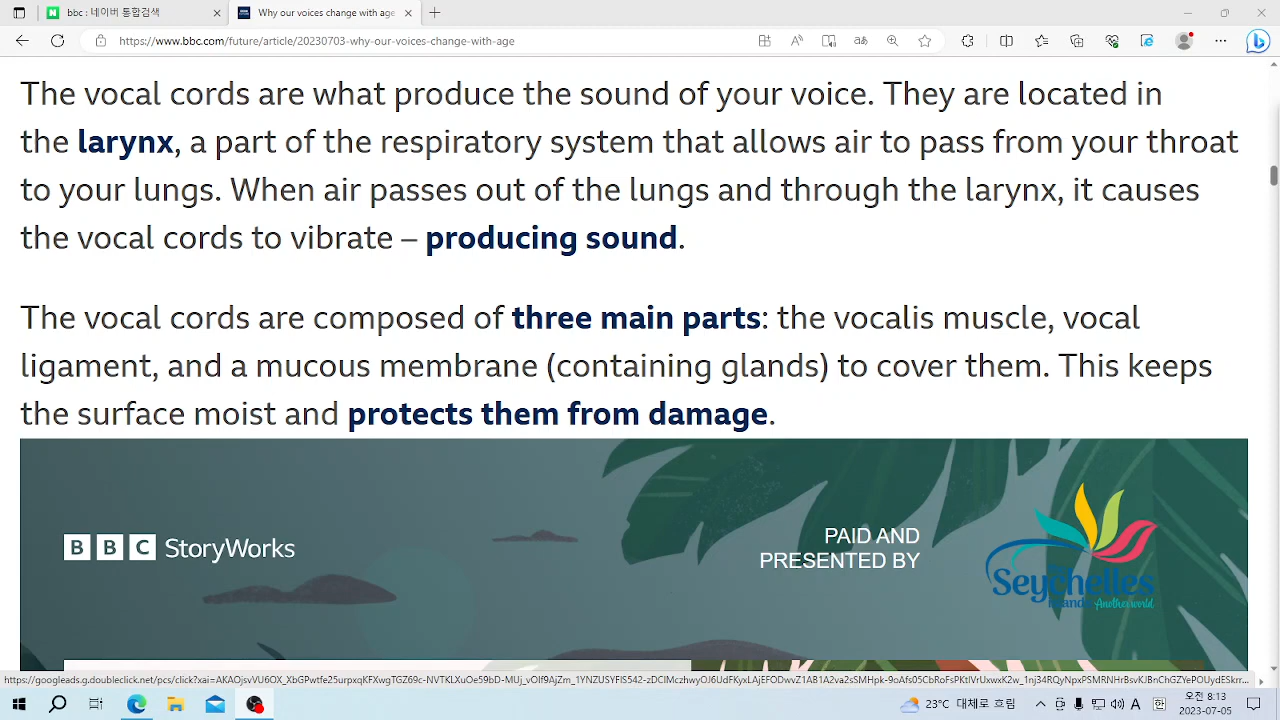 bbc : 네이버 통합검색
Why our voices change with age
https://www.bbc.com/future/article/20230703-why-our-voices-change-with-age
The vocal cords are what produce the sound of your voice. They are located in
the larynx, a part of the respiratory system that allows air to pass from your throat
to your lungs. When air passes out of the lungs and through the larynx, it causes
the vocal cords to vibrate – producing sound.
The vocal cords are composed of three main parts: the vocalis muscle, vocal
ligament, and a mucous membrane (containing glands) to cover them. This keeps
the surface moist and protects them from damage.
BBC StoryWorks
PAID AND
PRESENTED BY
Seychelles
Another world
23°C 대체로 흐림
A
오전 8:13
2023-07-05